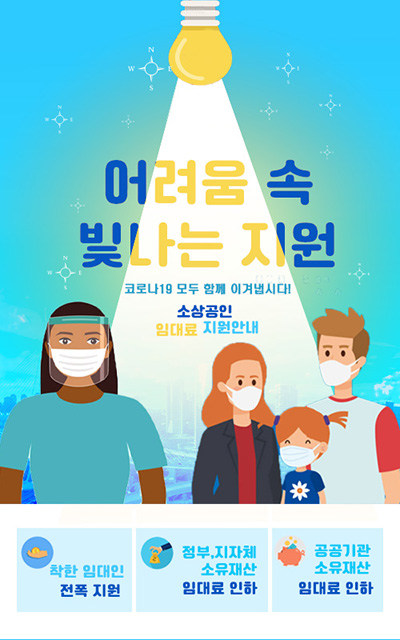 N
W E
S
어려움 속
빛나는 지원
코로나19 모두 함께 이겨냅시다!
소상공인
임대료 지원안내
착한 임대인
전폭 지원
정부,지자체
소유재산
임대료 인하
공공기관
소유재산
임대료 인하